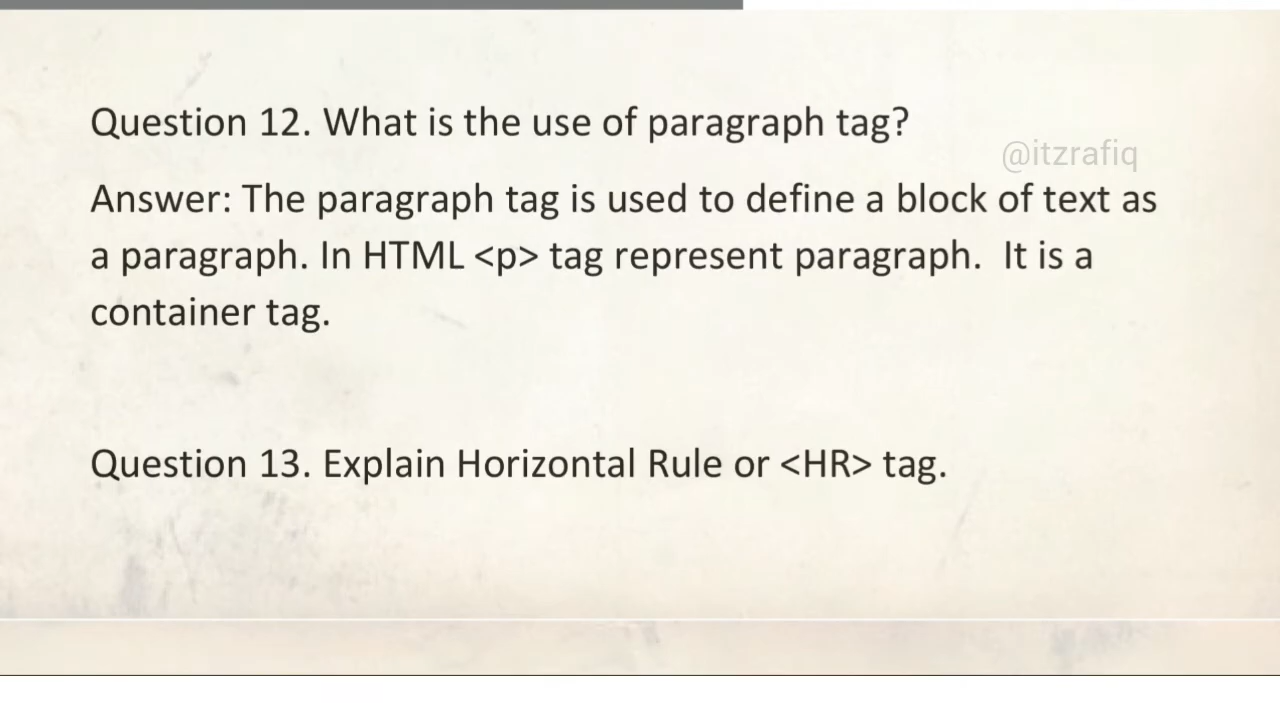 Question 12. What is the use of paragraph tag?
@itzrafiq
Answer: The paragraph tag is used to define a block of text as
a paragraph. In HTML <p> tag represent paragraph.  It is a
container tag.
Question 13. Explain Horizontal Rule or <HR> tag.